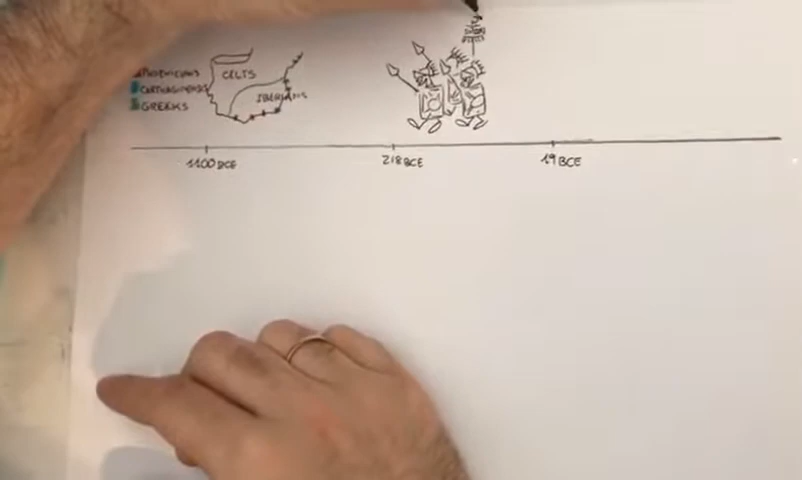 PHOENICIANS
CARTHAGINIANS
GREEKS
CELTS
IBERIANS
1100 BCE
218 BCE
19 BCE